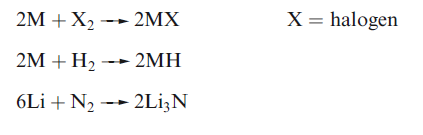 2M + X₂ → 2MX X = halogen
2M + H₂ → 2MH
6Li + N₂ → 2Li₃N